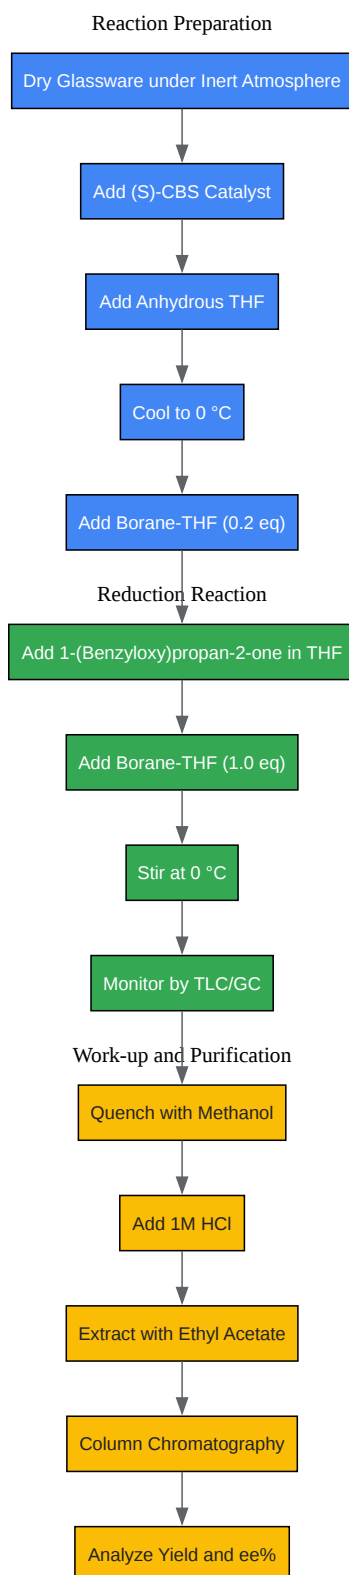 Reaction Preparation
Dry Glassware under Inert Atmosphere
Add (S)-CBS Catalyst
Add Anhydrous THF
Cool to 0 °C
Add Borane-THF (0.2 eq)
Reduction Reaction
Add 1-(Benzyloxy)propan-2-one in THF
Add Borane-THF (1.0 eq)
Stir at 0 °C
Monitor by TLC/GC
Work-up and Purification
Quench with Methanol
Add 1M HCl
Extract with Ethyl Acetate
Column Chromatography
Analyze Yield and ee%